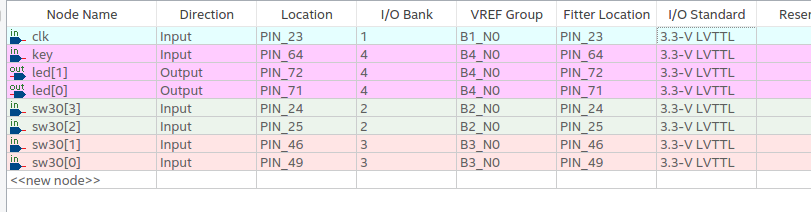 Node Name Direction Location I/O Bank VREF Group Fitter Location I/O Standard Reser
in clk Input PIN_23 1 B1_N0 PIN_23 3.3-V LVTTL
in key Input PIN_64 4 B4_N0 PIN_64 3.3-V LVTTL
out led[1] Output PIN_72 4 B4_N0 PIN_72 3.3-V LVTTL
out led[0] Output PIN_71 4 B4_N0 PIN_71 3.3-V LVTTL
in sw30[3] Input PIN_24 2 B2_N0 PIN_24 3.3-V LVTTL
in sw30[2] Input PIN_25 2 B2_N0 PIN_25 3.3-V LVTTL
in sw30[1] Input PIN_46 3 B3_N0 PIN_46 3.3-V LVTTL
in sw30[0] Input PIN_49 3 B3_N0 PIN_49 3.3-V LVTTL
<<new node>>